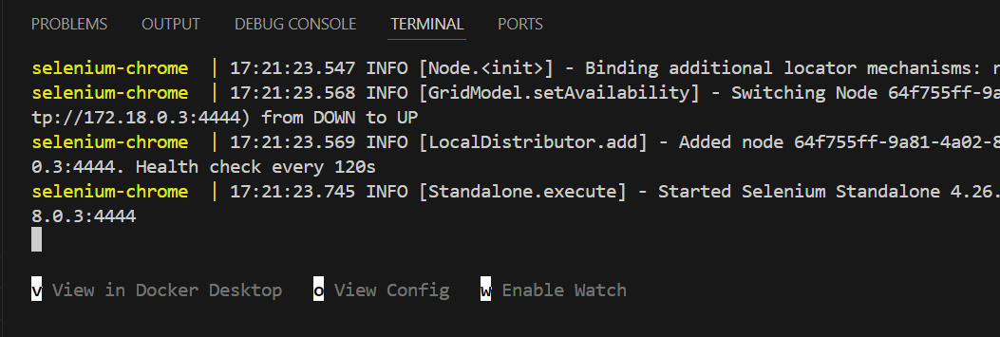 PROBLEMS OUTPUT DEBUG CONSOLE TERMINAL PORTS
selenium-chrome | 17:21:23.547 INFO [Node.<init>] - Binding additional locator mechanisms:
selenium-chrome | 17:21:23.568 INFO [GridModel.setAvailability] - Switching Node 64f755ff-9a
tp://172.18.0.3:4444) from DOWN to UP
selenium-chrome | 17:21:23.569 INFO [LocalDistributor.add] - Added node 64f755ff-9a81-4a02-8
0.3:4444. Health check every 120s
selenium-chrome | 17:21:23.745 INFO [Standalone.execute] - Started Selenium Standalone 4.26.
8.0.3:4444
v View in Docker Desktop o View Config w Enable Watch